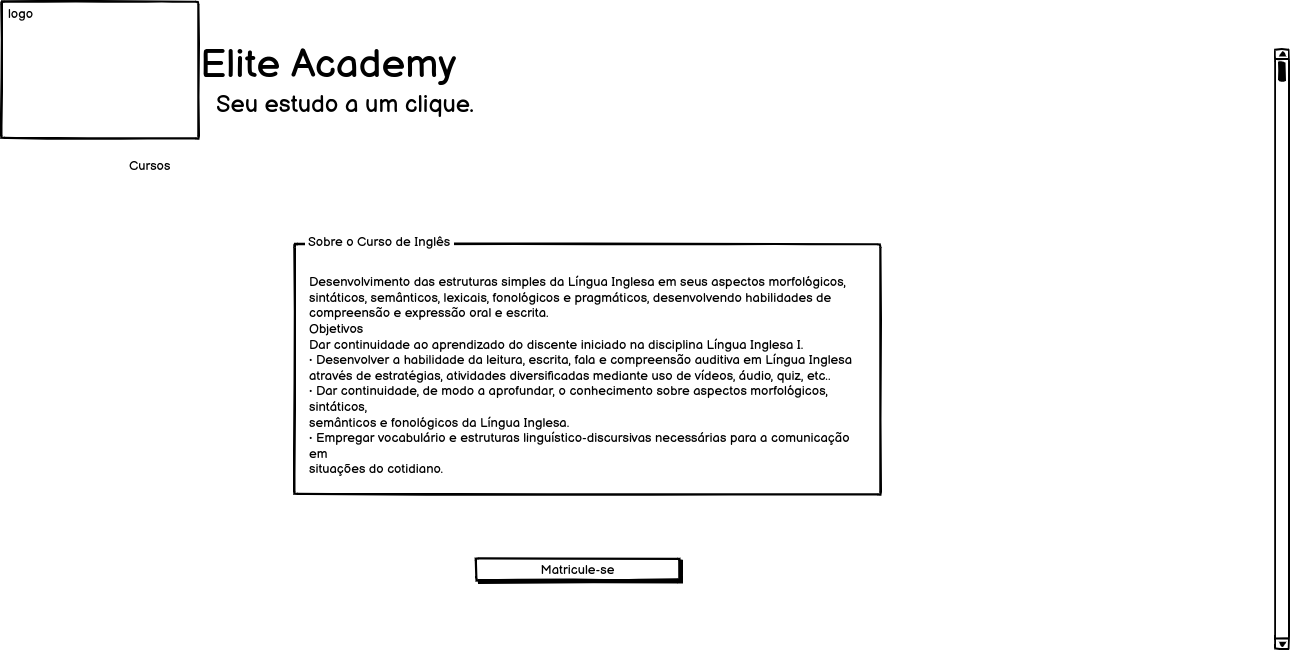 logo
Elite Academy
Seu estudo a um clique.
Cursos
Sobre o Curso de Inglês
Desenvolvimento das estruturas simples da Língua Inglesa em seus aspectos morfológicos,
sintáticos, semânticos, lexicais, fonológicos e pragmáticos, desenvolvendo habilidades de
compreensão e expressão oral e escrita.
Objetivos
Dar continuidade ao aprendizado do discente iniciado na disciplina Língua Inglesa I.
• Desenvolver a habilidade da leitura, escrita, fala e compreensão auditiva em Língua Inglesa
através de estratégias, atividades diversificadas mediante uso de vídeos, áudio, quiz, etc..
• Dar continuidade, de modo a aprofundar, o conhecimento sobre aspectos morfológicos,
sintáticos,
semânticos e fonológicos da Língua Inglesa.
• Empregar vocabulário e estruturas linguístico-discursivas necessárias para a comunicação
em
situações do cotidiano.
Matricule-se